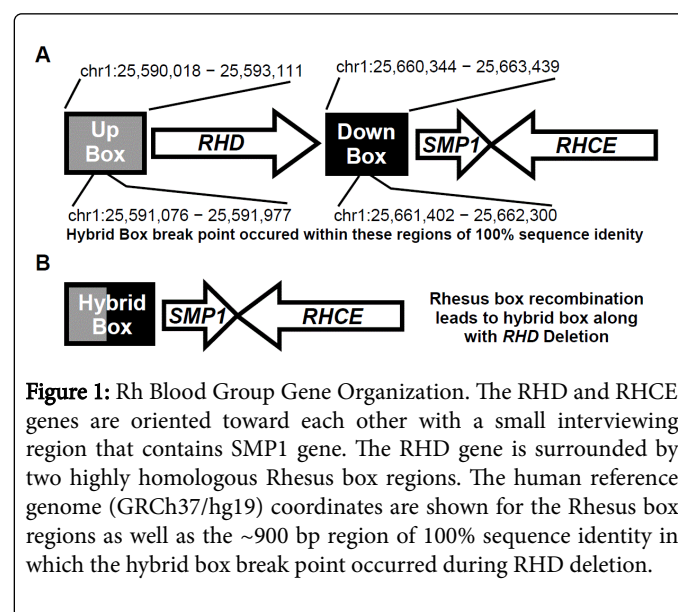 A
chr1:25,590,018 – 25,593,111
chr1:25,660,344 – 25,663,439
Up
Box
RHD
Down
Box
SMP1
RHCE
chr1:25,591,076 – 25,591,977
chr1:25,661,402 – 25,662,300
Hybrid Box break point occured within these regions of 100% sequence idenity
B
Hybrid
Box
SMP1
RHCE
Rhesus box recombination
leads to hybrid box along
with RHD Deletion
Figure 1: Rh Blood Group Gene Organization. The RHD and RHCE
genes are oriented toward each other with a small interviewing
region that contains SMP1 gene. The RHD gene is surrounded by
two highly homologous Rhesus box regions. The human reference
genome (GRCh37/hg19) coordinates are shown for the Rhesus box
regions as well as the ~900 bp region of 100% sequence identity in
which the hybrid box break point occurred during RHD deletion.